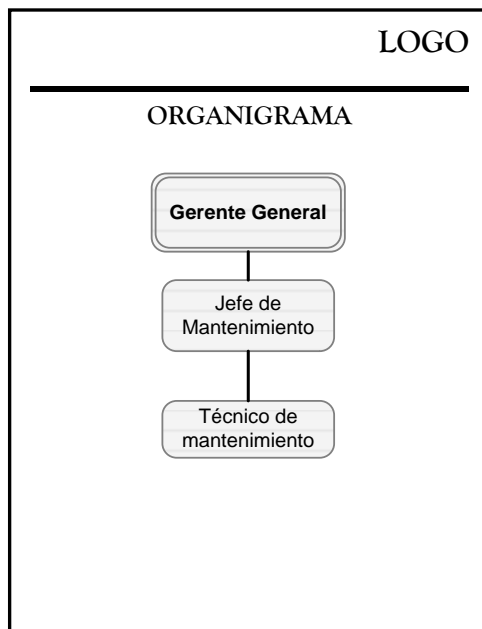 LOGO
ORGANIGRAMA
Gerente General
Jefe de
Mantenimiento
Técnico de
mantenimiento